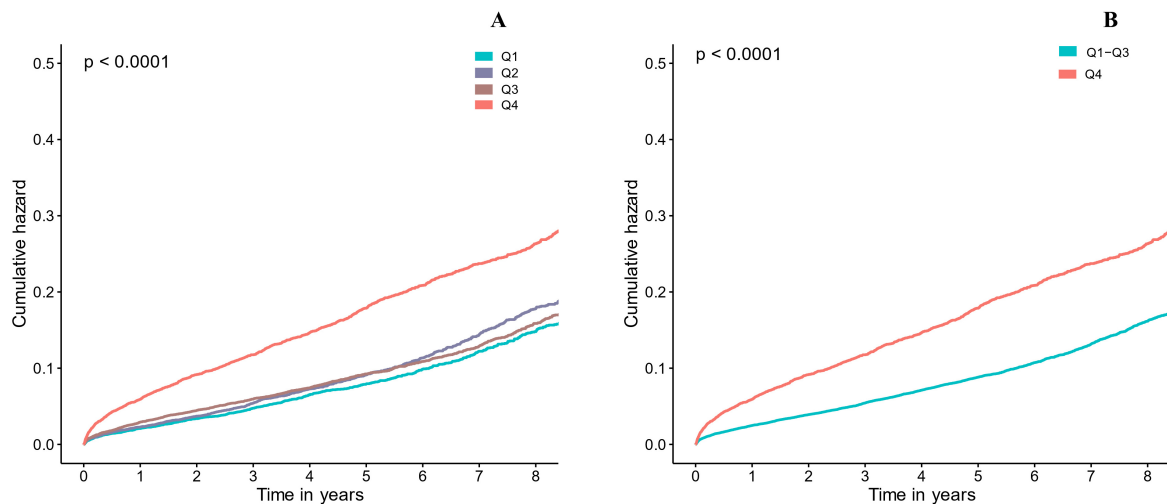 A
p < 0.0001
Q1
Q2
Q3
Q4
0.5
0.4
0.3
0.2
0.1
0.0
Cumulative hazard
0 1 2 3 4 5 6 7 8
Time in years
B
p < 0.0001
Q1−Q3
Q4
0.5
0.4
0.3
0.2
0.1
0.0
Cumulative hazard
0 1 2 3 4 5 6 7 8
Time in years